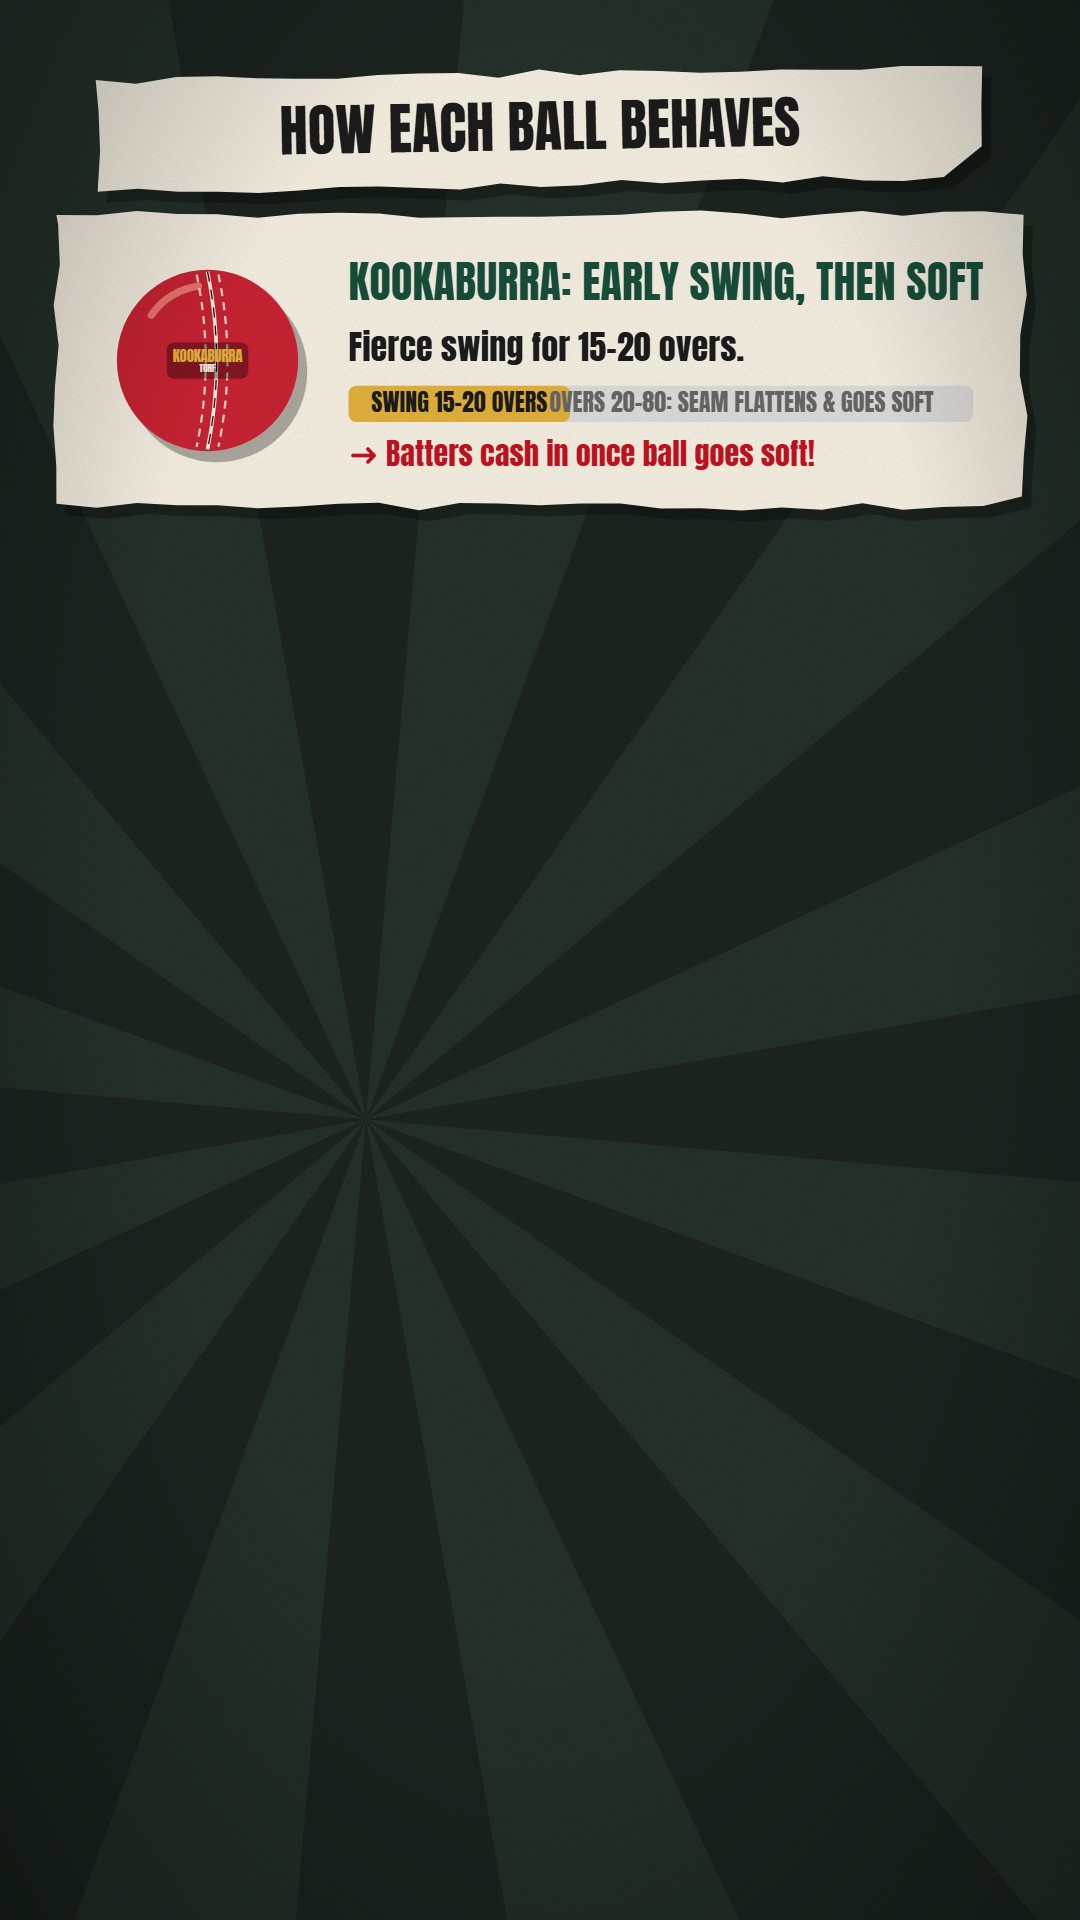 HOW EACH BALL BEHAVES
KOOKABURRA: EARLY SWING, THEN SOFT
Fierce swing for 15-20 overs.
KOOKABURRA
TURF
SWING 15-20 OVERS OVERS 20-80: SEAM FLATTENS & GOES SOFT
→ Batters cash in once ball goes soft!